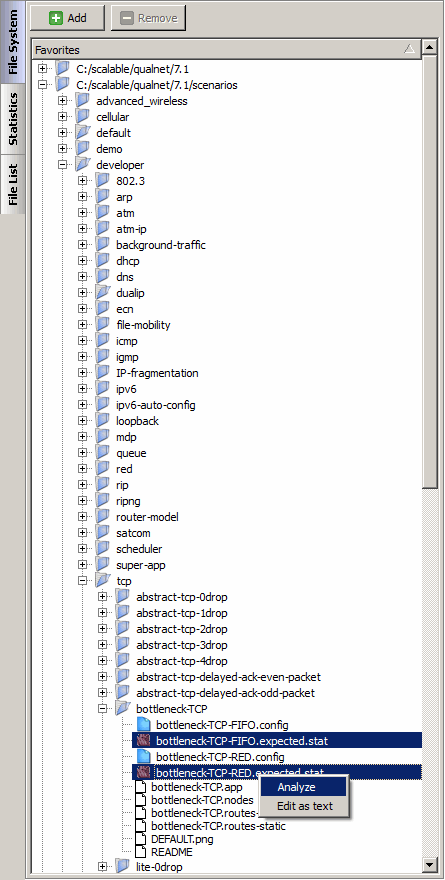 File System
Statistics
File List
Add
Remove
Favorites
C:/scalable/qualnet/7.1
C:/scalable/qualnet/7.1/scenarios
advanced_wireless
cellular
default
demo
developer
802.3
arp
atm
atm-ip
background-traffic
dhcp
dns
dualip
ecn
file-mobility
icmp
igmp
IP-fragmentation
ipv6
ipv6-auto-config
loopback
mdp
queue
red
rip
ripng
router-model
satcom
scheduler
super-app
tcp
abstract-tcp-0drop
abstract-tcp-1drop
abstract-tcp-2drop
abstract-tcp-3drop
abstract-tcp-4drop
abstract-tcp-delayed-ack-even-packet
abstract-tcp-delayed-ack-odd-packet
bottleneck-TCP
bottleneck-TCP-FIFO.config
bottleneck-TCP-FIFO.expected.stat
bottleneck-TCP-RED.config
bottleneck-TCP-RED.expected.stat
bottleneck-TCP.app
Analyze
bottleneck-TCP.nodes
Edit as text
bottleneck-TCP.routes-
bottleneck-TCP.routes-static
DEFAULT.png
README
lite-0drop